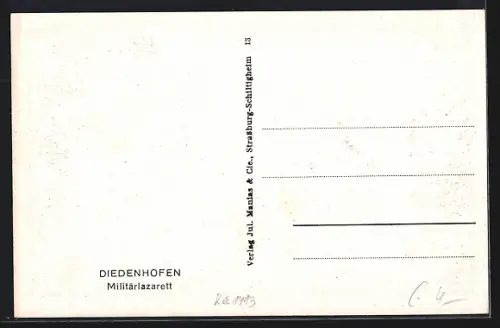 DIEDENHOFEN
Militärlazarett
Verlag Jul. Manias & Cie., Straßburg-Schiltigheim 13